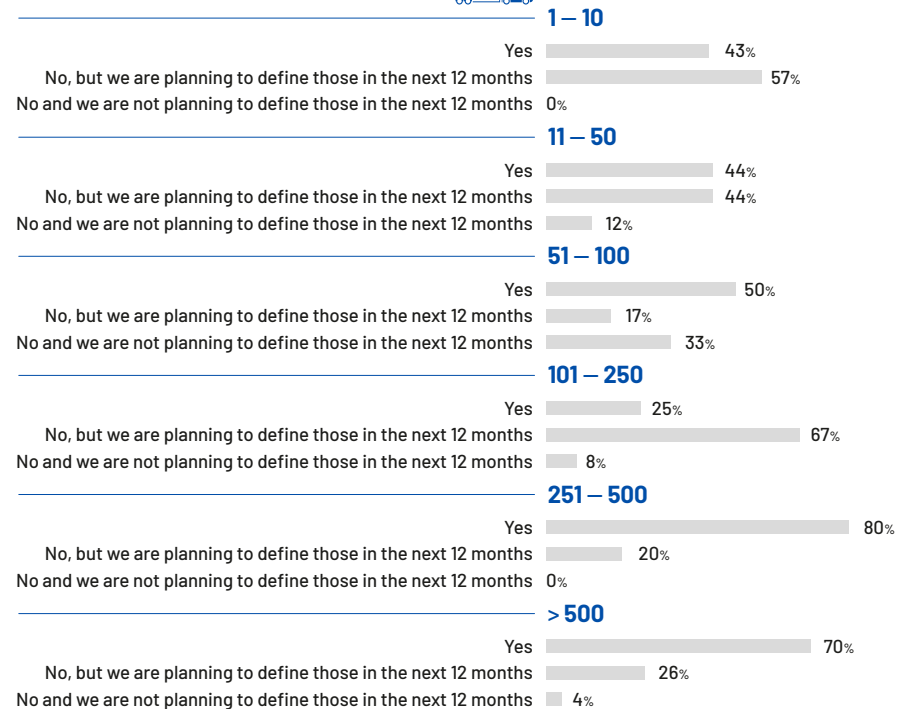 1 – 10
Yes 43%
No, but we are planning to define those in the next 12 months 57%
No and we are not planning to define those in the next 12 months 0%
11 – 50
Yes 44%
No, but we are planning to define those in the next 12 months 44%
No and we are not planning to define those in the next 12 months 12%
51 – 100
Yes 50%
No, but we are planning to define those in the next 12 months 17%
No and we are not planning to define those in the next 12 months 33%
101 – 250
Yes 25%
No, but we are planning to define those in the next 12 months 67%
No and we are not planning to define those in the next 12 months 8%
251 – 500
Yes 80%
No, but we are planning to define those in the next 12 months 20%
No and we are not planning to define those in the next 12 months 0%
> 500
Yes 70%
No, but we are planning to define those in the next 12 months 26%
No and we are not planning to define those in the next 12 months 4%